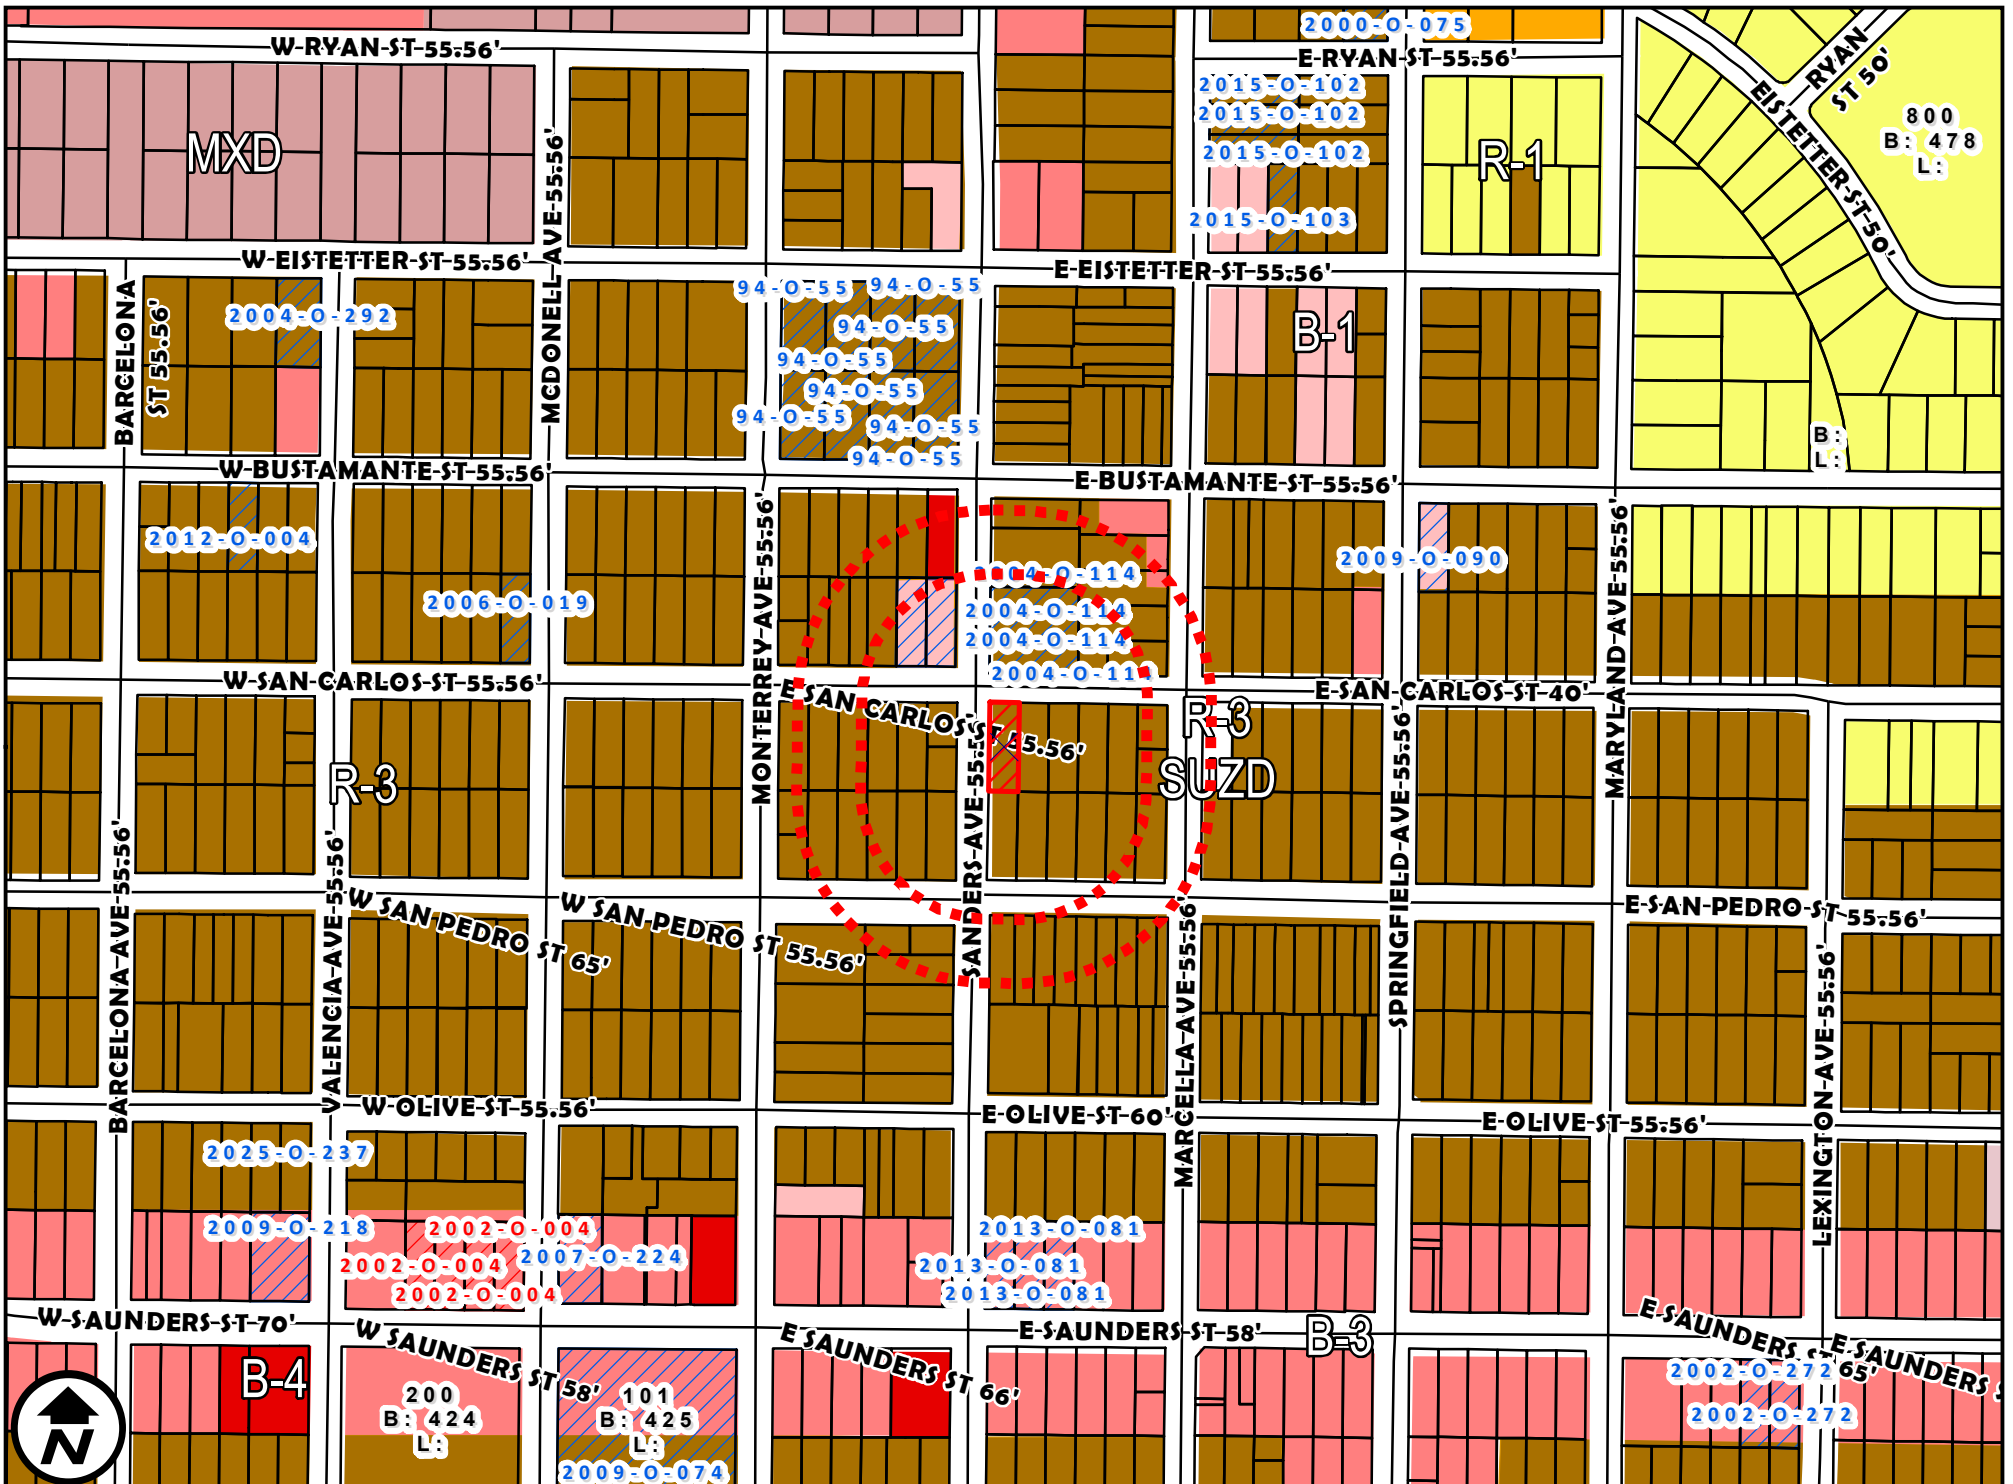 2000-O-075
W RYAN ST 55.56'
E RYAN ST 55.56'
RYAN
ST 50'
2015-O-102
2015-O-102
2015-O-102
2015-O-103
MXD
R-1
EISTETTER-ST-50'
800
B: 478
L:
W-EISTETTER-ST 55.56'
E-EISTETTER-ST 55.56'
MCDONELL-AVE-55.56'
BARCELONA
ST 55.56'
2004-O-292
94-O-55
94-O-55
94-O-55
94-O-55
94-O-55
94-O-55
94-O-55
94-O-55
B-1
B:
L:
W-BUSTAMANTE-ST 55.56'
E-BUSTAMANTE-ST 55.56'
2012-O-004
2006-O-019
2009-O-090
2004-O-114
2004-O-114
2004-O-114
2004-O-114
MONTERREY-AVE-55.56'
MARYLAND-AVE-55.56'
W-SAN-CARLOS-ST 55.56'
E SAN CARLOS ST 55.56'
E-SAN CARLOS ST 40'
R-3
R-3
SUZD
SANDERS-AVE-55.55'
SPRINGFIELD-AVE-55.56'
BARCELONA-AVE-55.56'
VALENCIA-AVE-55.56'
W SAN PEDRO ST 65'
W SAN PEDRO ST 55.56'
E-SAN-PEDRO-ST 55.56'
MARCELLA-AVE-55.56'
LEXINGTON-AVE-55.56'
W-OLIVE-ST-55.56'
E-OLIVE-ST-60'
E-OLIVE-ST-55.56'
2025-O-237
2009-O-218
2002-O-004
2002-O-004
2002-O-004
2007-O-224
2013-O-081
2013-O-081
2013-O-081
W-SAUNDERS-ST-70'
W SAUNDERS ST 58'
E SAUNDERS ST 66'
E-SAUNDERS-ST 58'
B-3
E SAUNDERS ST 65'
E-SAUNDERS S
B-4
200
B: 424
L:
101
B: 425
L:
2009-O-074
2002-O-272
2002-O-272
N